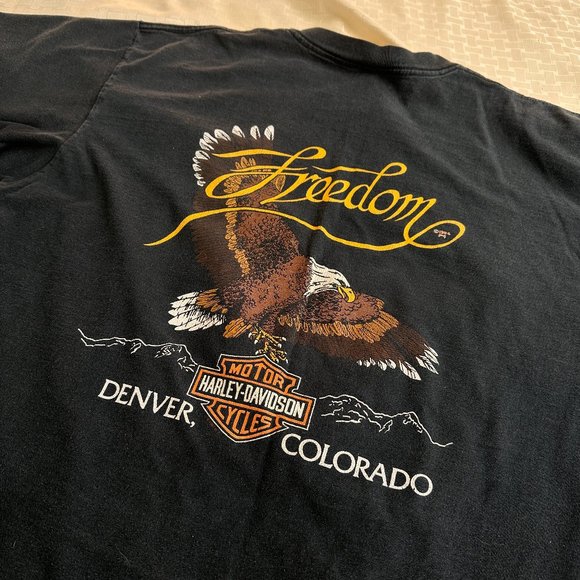 Freedom
MOTOR
HARLEY-DAVIDSON
CYCLES
DENVER,
COLORADO